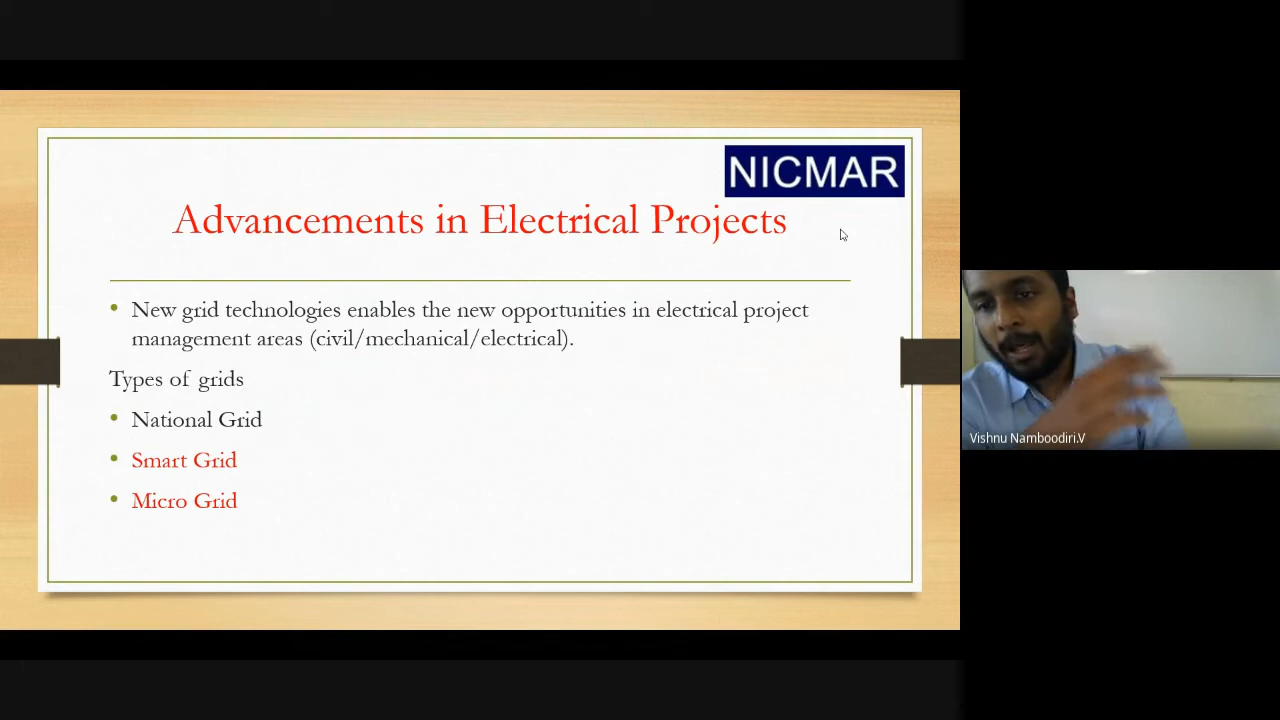 NICMAR
Advancements in Electrical Projects
• New grid technologies enables the new opportunities in electrical project
management areas (civil/mechanical/electrical).
Types of grids
• National Grid
• Smart Grid
• Micro Grid
Vishnu Namboodiri.V